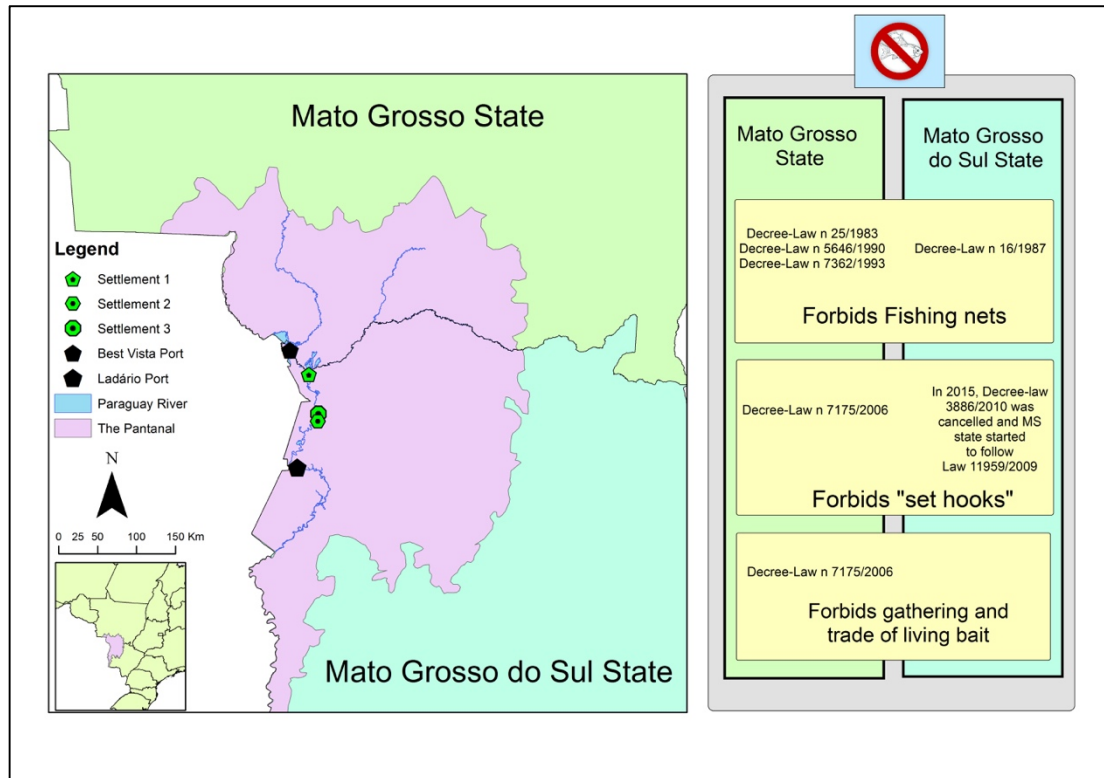 Mato Grosso State
Legend
Settlement 1
Settlement 2
Settlement 3
Best Vista Port
Ladário Port
Paraguay River
The Pantanal
N
0 25 50 100 150 Km
Mato Grosso do Sul State
Mato Grosso
State
Mato Grosso
do Sul State
Decree-Law n 25/1983
Decree-Law n 5646/1990
Decree-Law n 7362/1993
Decree-Law n 16/1987
Forbids Fishing nets
Decree-Law n 7175/2006
In 2015, Decree-law
3886/2010 was
cancelled and MS
state started
to follow
Law 11959/2009
Forbids "set hooks"
Decree-Law n 7175/2006
Forbids gathering and
trade of living bait